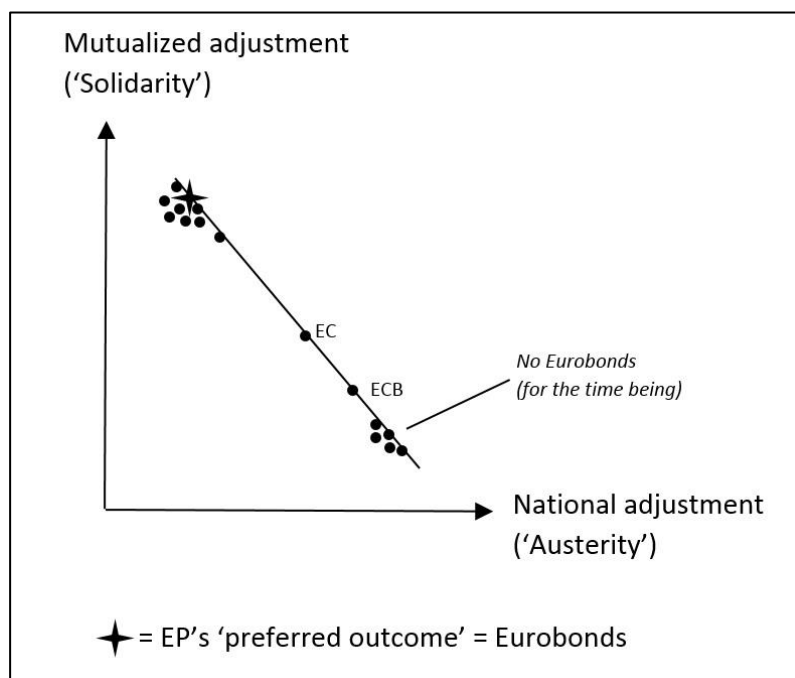 Mutualized adjustment
(‘Solidarity’)
EC
ECB
No Eurobonds
(for the time being)
National adjustment
(‘Austerity’)
= EP’s ‘preferred outcome’ = Eurobonds